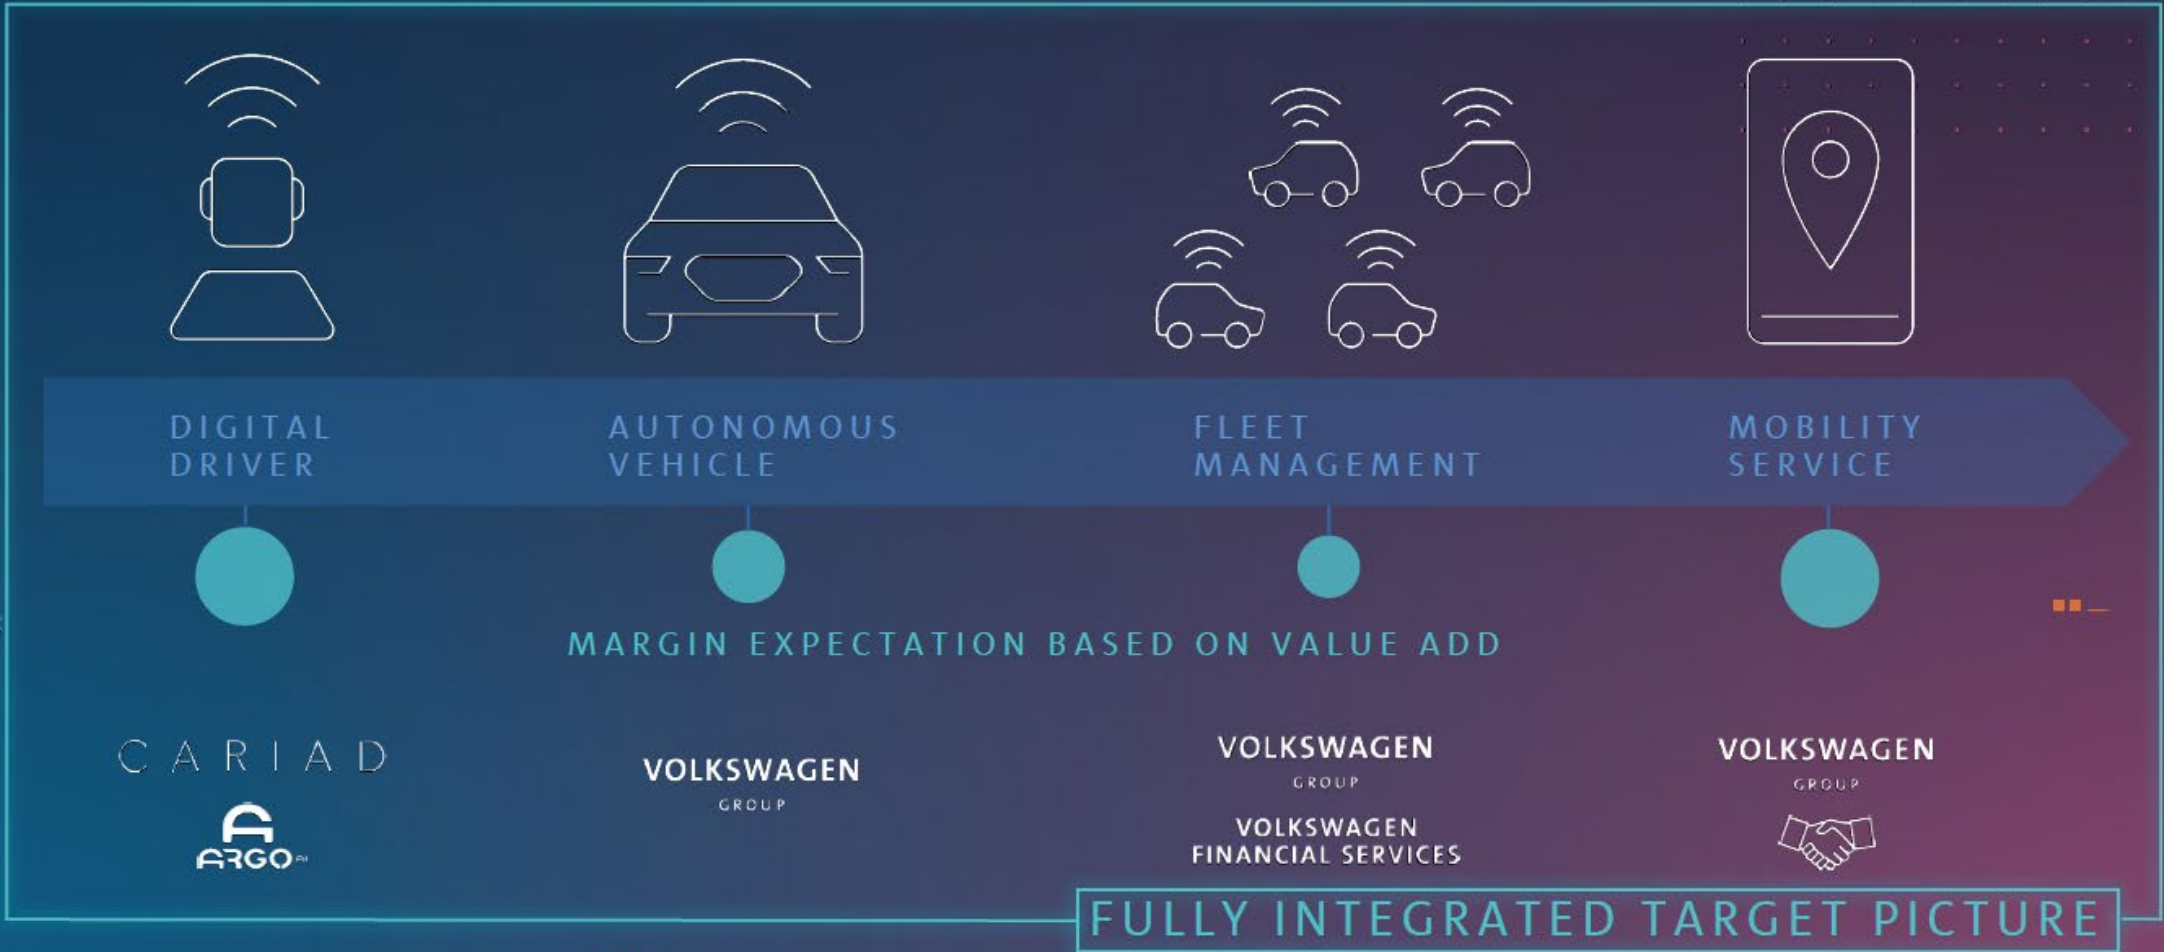 DIGITAL
DRIVER
AUTONOMOUS
VEHICLE
FLEET
MANAGEMENT
MOBILITY
SERVICE
MARGIN EXPECTATION BASED ON VALUE ADD
CARIAD
ARGO AI
VOLKSWAGEN
GROUP
VOLKSWAGEN
GROUP
VOLKSWAGEN
FINANCIAL SERVICES
VOLKSWAGEN
GROUP
FULLY INTEGRATED TARGET PICTURE